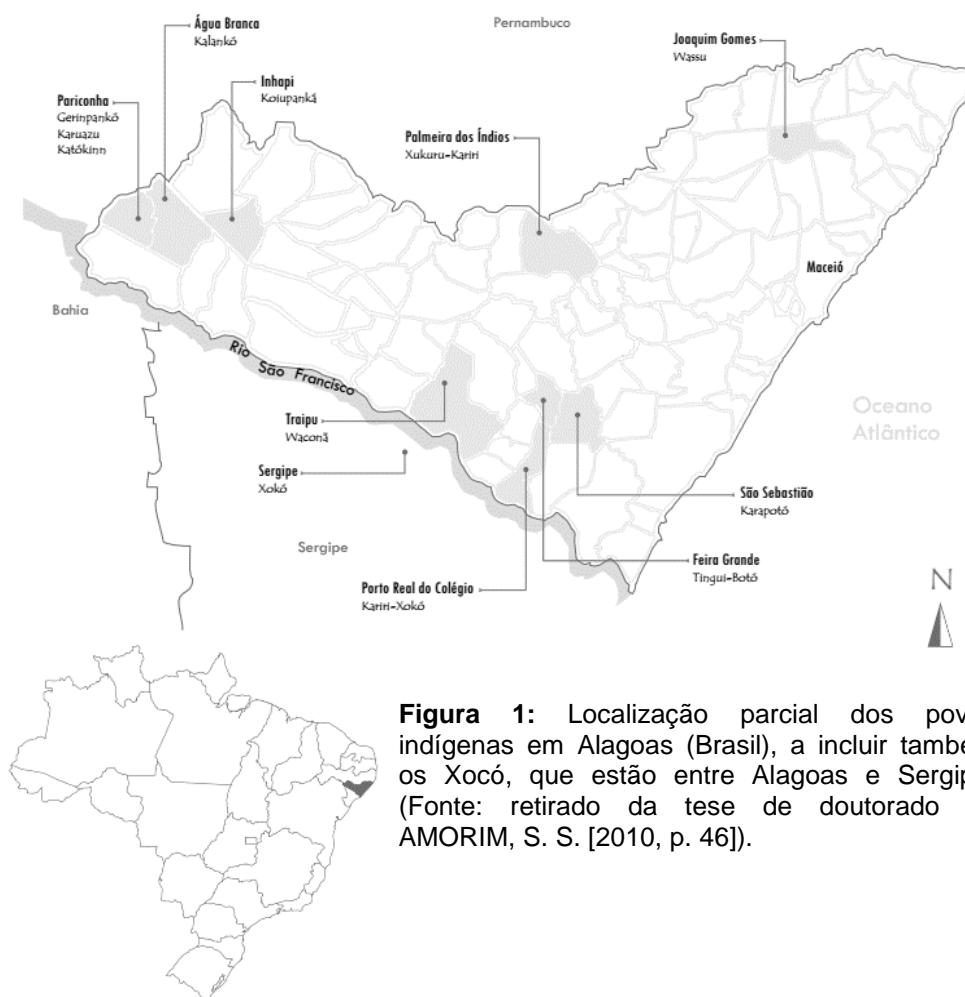 Pernambuco
Água Branca
Kalankó
Joaquim Gomes
Wassu
Inhapi
Koiupanká
Pariconha
Gerinpankó
Karuazu
Katókinn
Palmeira dos Índios
Xukuru-Kariri
Maceió
Bahia
Rio São Francisco
Oceano
Atlântico
Traipu
Waconã
Sergipe
Xokó
São Sebastião
Karapotó
Sergipe
Feira Grande
Tingui-Botó
Porto Real do Colégio
Kariri-Xokó
N
Figura 1: Localização parcial dos pov
indígenas em Alagoas (Brasil), a incluir també
os Xocó, que estão entre Alagoas e Sergip
(Fonte: retirado da tese de doutorado
AMORIM, S. S. [2010, p. 46]).